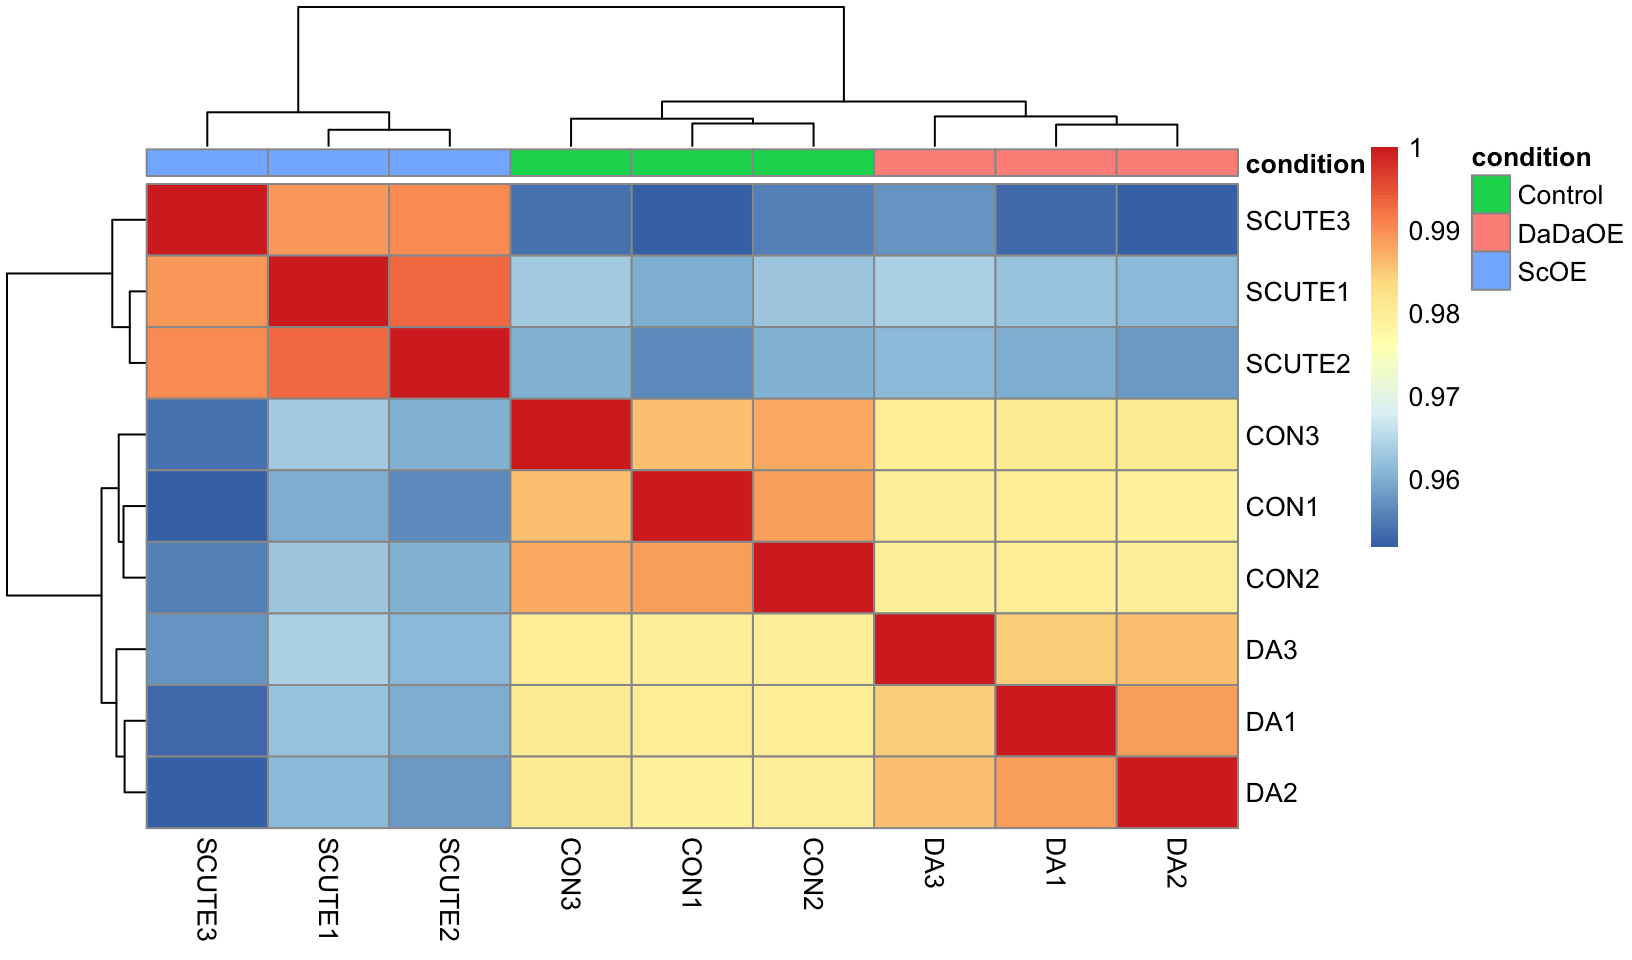 condition
SCUTE3
SCUTE1
SCUTE2
CON3
CON1
CON2
DA3
DA1
DA2
SCUTE3
SCUTE1
SCUTE2
CON3
CON1
CON2
DA3
DA1
DA2
1
0.99
0.98
0.97
0.96
condition
Control
DaDaOE
ScOE